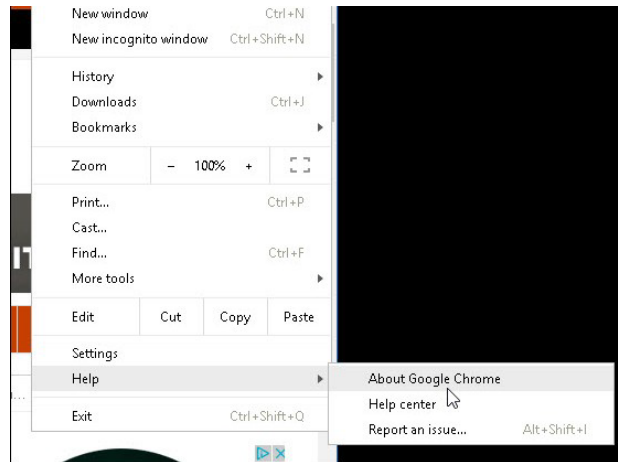 New window Ctrl+N
New incognito window Ctrl+Shift+N
History
Downloads Ctrl+J
Bookmarks
Zoom − 100% +
Print... Ctrl+P
Cast...
Find... Ctrl+F
More tools
Edit Cut Copy Paste
Settings
Help
About Google Chrome
Help center
Exit Ctrl+Shift+Q
Report an issue... Alt+Shift+I